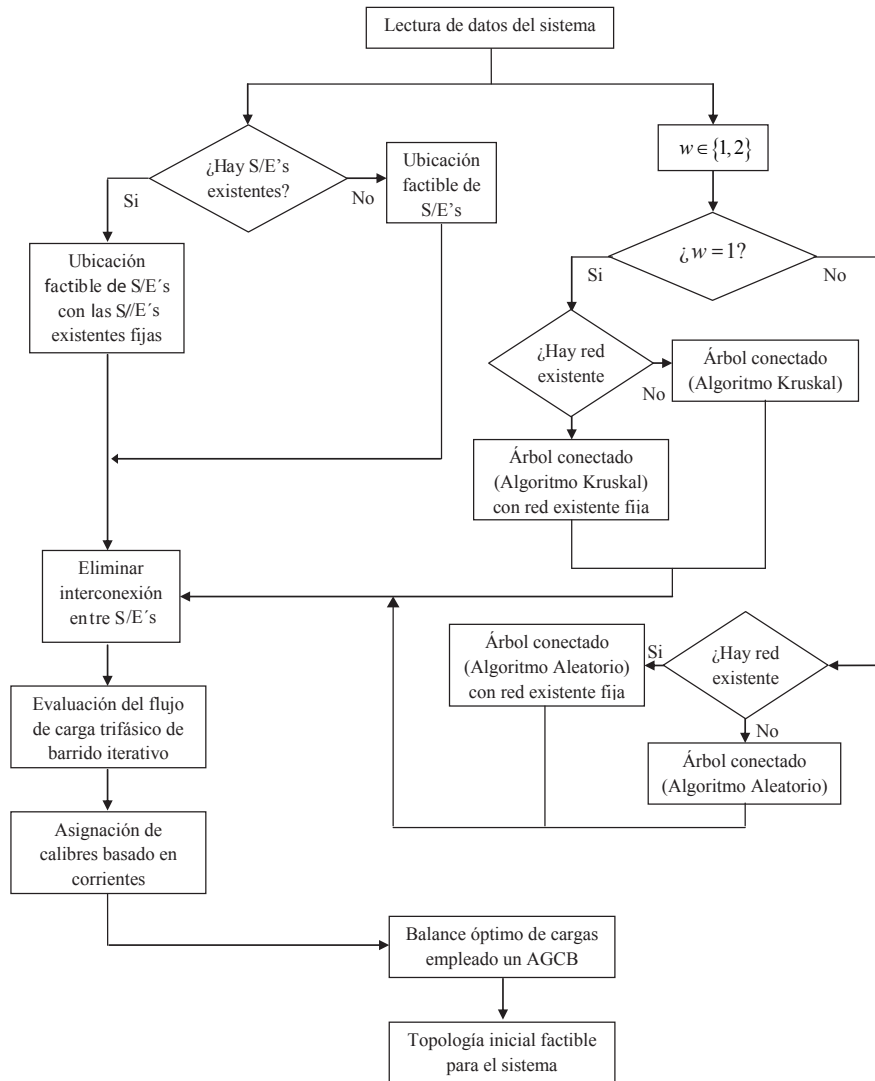 Lectura de datos del sistema
¿Hay S/E's
existentes?
Si
No
Ubicación
factible de
S/E's
w∈{1,2}
¿w=1?
Si
No
Ubicación
factible de S/E´s
con las S//E´s
existentes fijas
¿Hay red
existente
No
Árbol conectado
(Algoritmo Kruskal)
Árbol conectado
(Algoritmo Kruskal)
con red existente fija
Eliminar
interconexión
entre S/E´s
Árbol conectado
(Algoritmo Aleatorio)
con red existente fija
Si
¿Hay red
existente
No
Árbol conectado
(Algoritmo Aleatorio)
Evaluación del flujo
de carga trifásico de
barrido iterativo
Asignación de
calibres basado en
corrientes
Balance óptimo de cargas
empleado un AGCB
Topología inicial factible
para el sistema